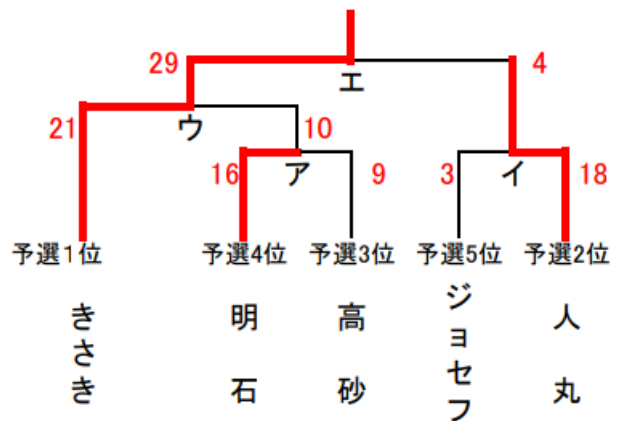 29
4
エ
21
ウ
10
16
ア
9
3
イ
18
予選1位
予選4位
予選3位
予選5位
予選2位
きさき
明石
高砂
ジョセフ
人丸